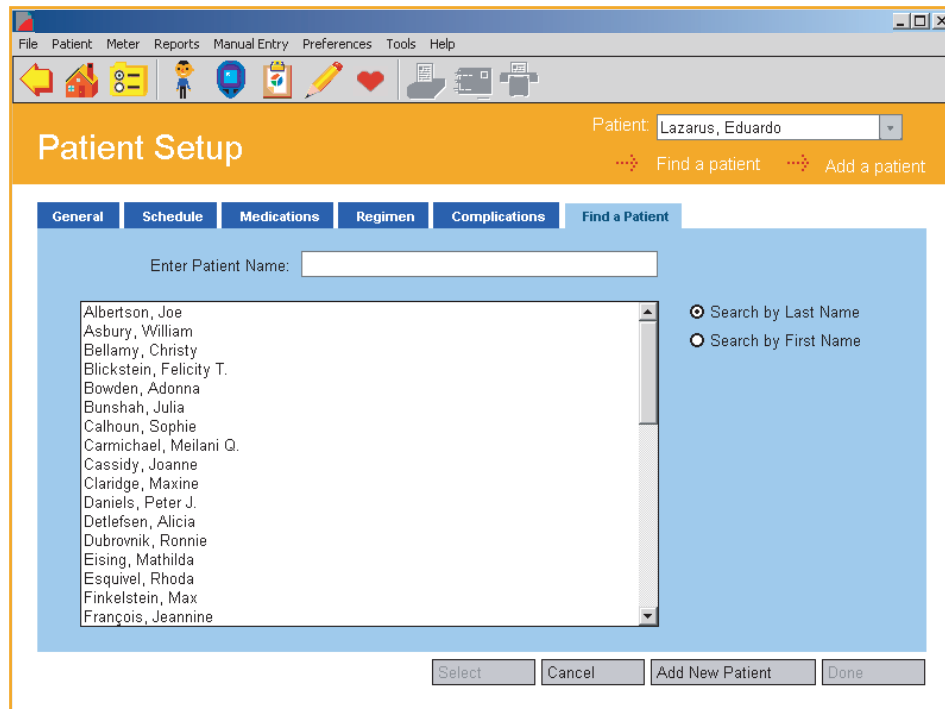 File Patient Meter Reports Manual Entry Preferences Tools Help
Patient Setup
Patient: Lazarus, Eduardo
Find a patient Add a patient
General Schedule Medications Regimen Complications Find a Patient
Enter Patient Name:
Albertson, Joe
Asbury, William
Bellamy, Christy
Blickstein, Felicity T.
Bowden, Adonna
Bunshah, Julia
Calhoun, Sophie
Carmichael, Meilani Q.
Cassidy, Joanne
Claridge, Maxine
Daniels, Peter J.
Detlefsen, Alicia
Dubrovnik, Ronnie
Eising, Mathilda
Esquivel, Rhoda
Finkelstein, Max
François, Jeannine
Search by Last Name
Search by First Name
Select Cancel Add New Patient Done